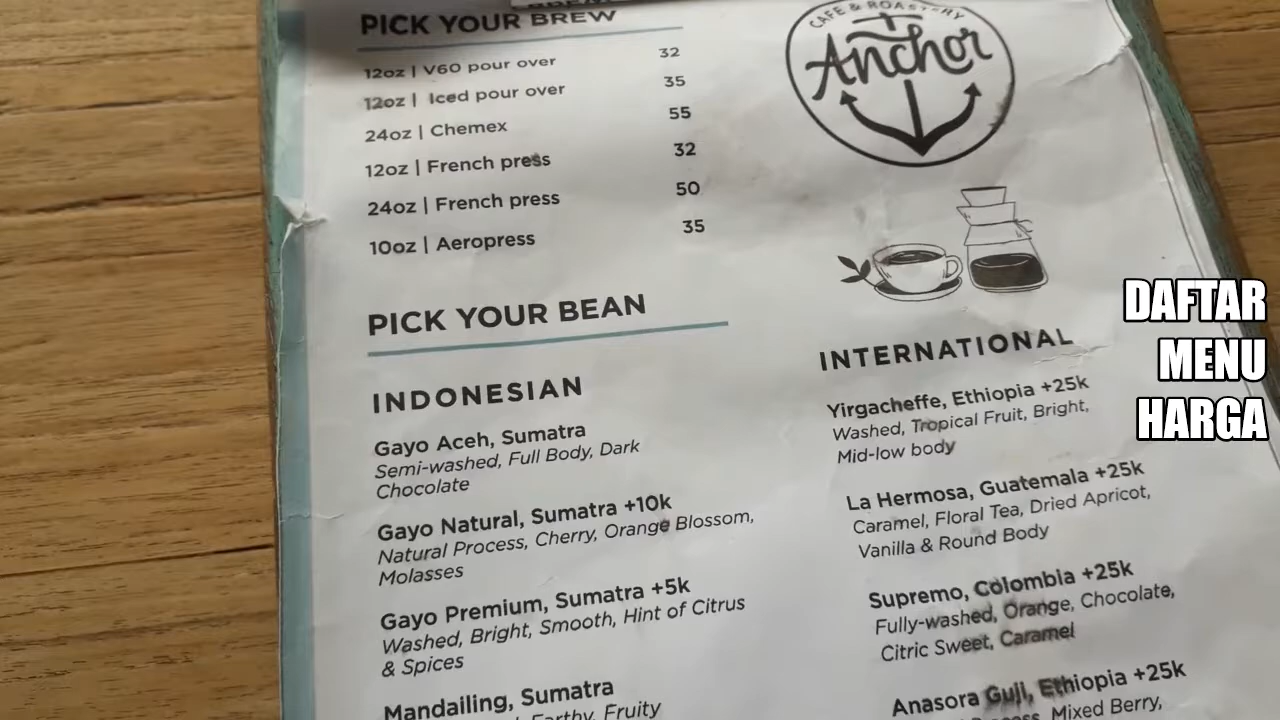 PICK YOUR BREW
12oz | V60 pour over 32
12oz | Iced pour over 35
24oz | Chemex 55
12oz | French press 32
24oz | French press 50
10oz | Aeropress 35
CAFE & ROASTERY
Anchor
PICK YOUR BEAN
INDONESIAN
Gayo Aceh, Sumatra
Semi-washed, Full Body, Dark
Chocolate
Gayo Natural, Sumatra +10k
Natural Process, Cherry, Orange Blossom,
Molasses
Gayo Premium, Sumatra +5k
Washed, Bright, Smooth, Hint of Citrus
& Spices
Mandailing, Sumatra
Earthy, Fruity
INTERNATIONAL
Yirgacheffe, Ethiopia +25k
Washed, Tropical Fruit, Bright,
Mid-low body
La Hermosa, Guatemala +25k
Caramel, Floral Tea, Dried Apricot,
Vanilla & Round Body
Supremo, Colombia +25k
Fully-washed, Orange, Chocolate,
Citric Sweet, Caramel
Anasora Guji, Ethiopia +25k
Mixed Berry,
DAFTAR
MENU
HARGA